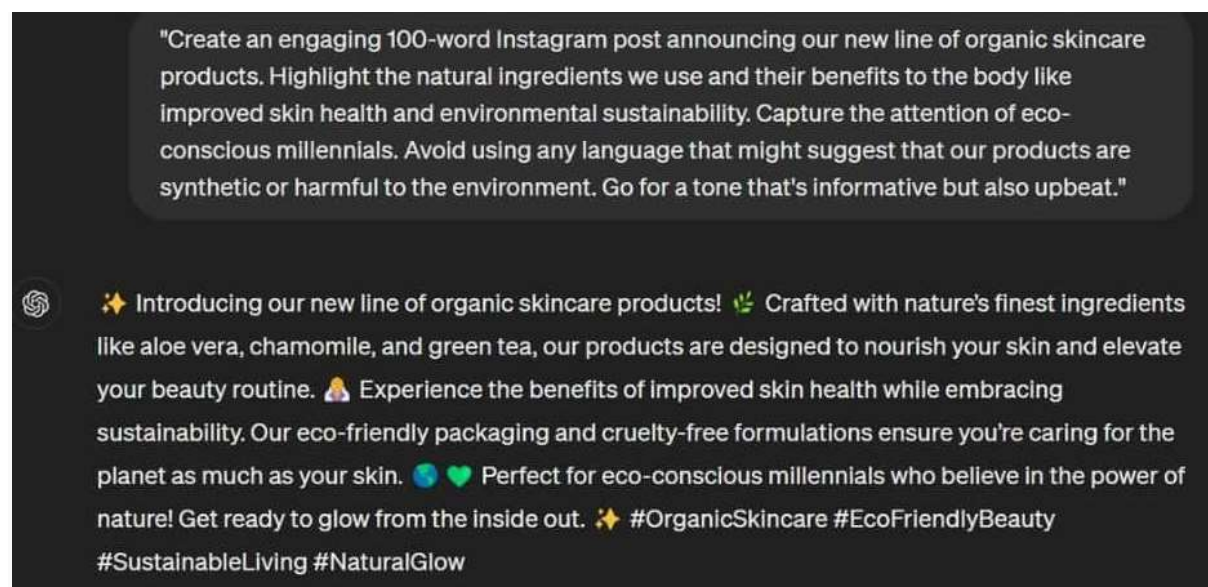 "Create an engaging 100-word Instagram post announcing our new line of organic skincare
products. Highlight the natural ingredients we use and their benefits to the body like
improved skin health and environmental sustainability. Capture the attention of eco-
conscious millennials. Avoid using any language that might suggest that our products are
synthetic or harmful to the environment. Go for a tone that's informative but also upbeat."
✨ Introducing our new line of organic skincare products! 🌿 Crafted with nature's finest ingredients
like aloe vera, chamomile, and green tea, our products are designed to nourish your skin and elevate
your beauty routine. 🧖‍♀️ Experience the benefits of improved skin health while embracing
sustainability. Our eco-friendly packaging and cruelty-free formulations ensure you're caring for the
planet as much as your skin. 🌎 💚 Perfect for eco-conscious millennials who believe in the power of
nature! Get ready to glow from the inside out. ✨ #OrganicSkincare #EcoFriendlyBeauty
#SustainableLiving #NaturalGlow